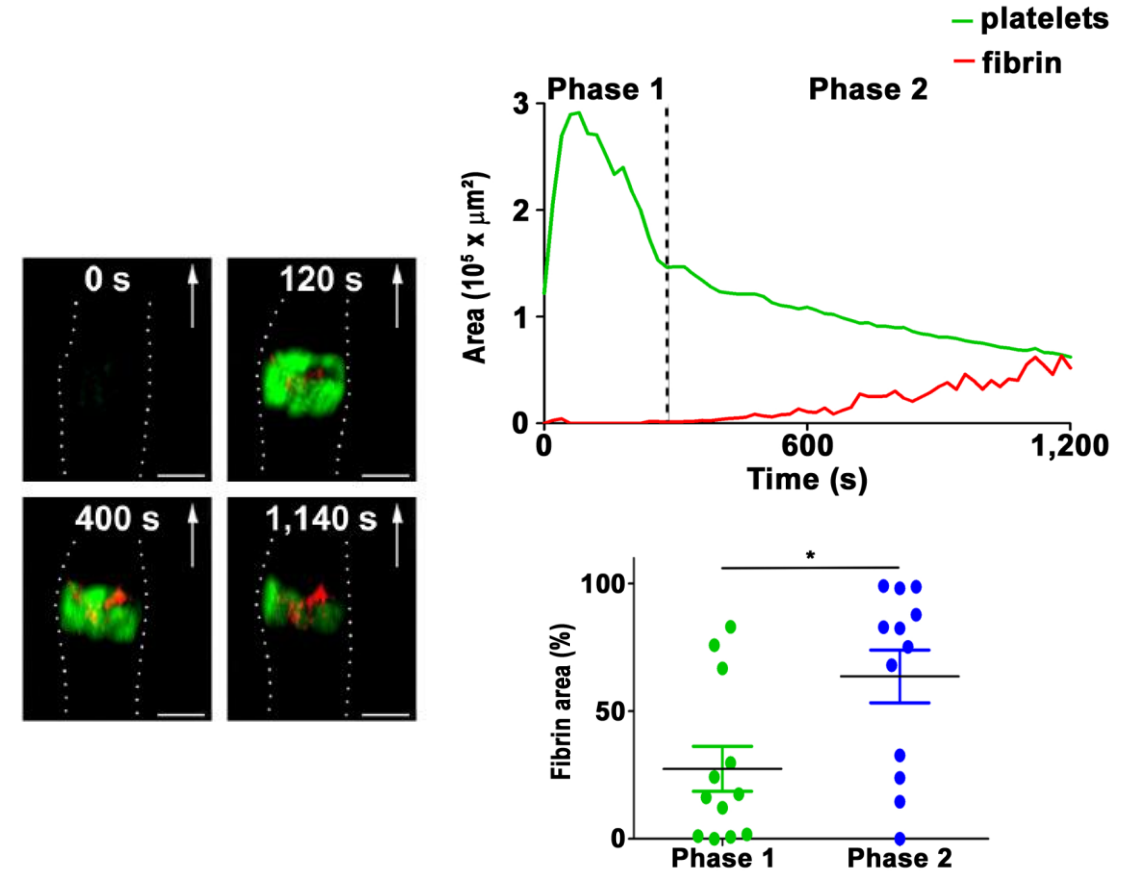 platelets
fibrin
Phase 1
Phase 2
3
2
1
0
Area (10⁵ x μm²)
0
600
1,200
Time (s)
0 s
120 s
400 s
1,140 s
*
100
50
0
Fibrin area (%)
Phase 1
Phase 2